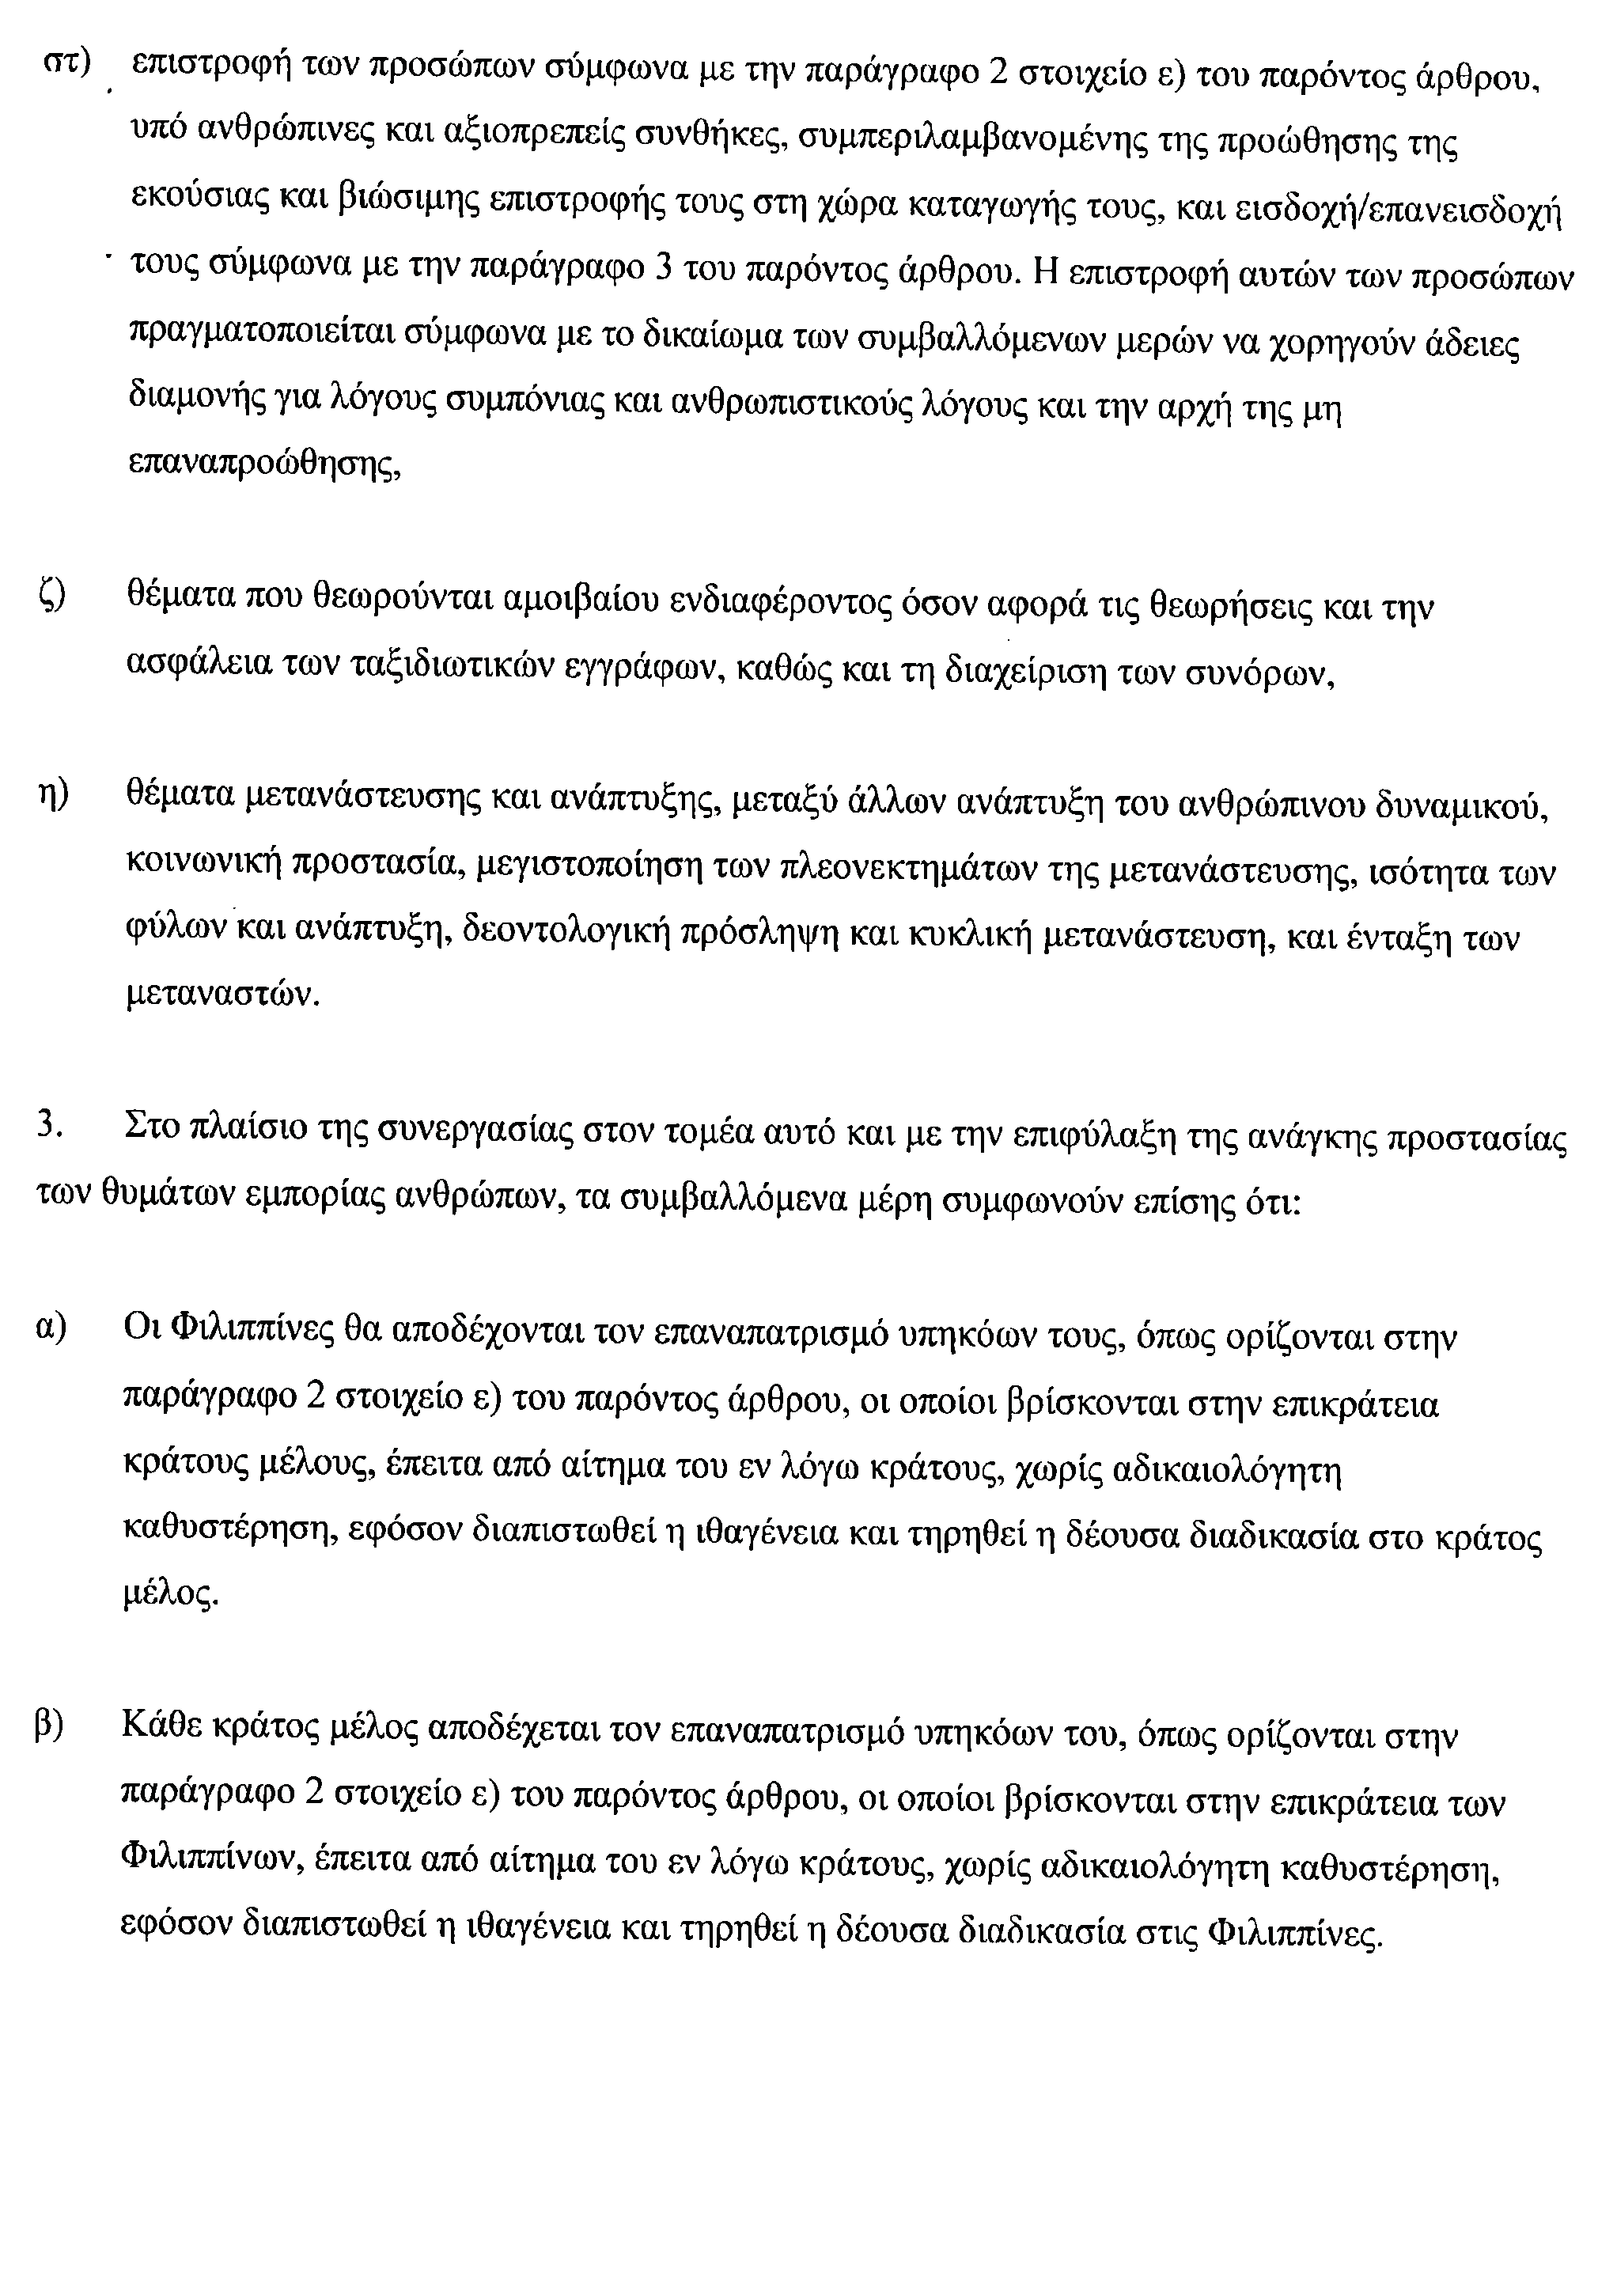 στ) επιστροφή των προσώπων σύμφωνα με την παράγραφο 2 στοιχείο ε) του παρόντος άρθρου,
υπό ανθρώπινες και αξιοπρεπείς συνθήκες, συμπεριλαμβανομένης της προώθησης της
εκούσιας και βιώσιμης επιστροφής τους στη χώρα καταγωγής τους, και εισδοχή/επανεισδοχή
τους σύμφωνα με την παράγραφο 3 του παρόντος άρθρου. Η επιστροφή αυτών των προσώπων
πραγματοποιείται σύμφωνα με το δικαίωμα των συμβαλλόμενων μερών να χορηγούν άδειες
διαμονής για λόγους συμπόνιας και ανθρωπιστικούς λόγους και την αρχή της μη
επαναπροώθησης,
ζ) θέματα που θεωρούνται αμοιβαίου ενδιαφέροντος όσον αφορά τις θεωρήσεις και την
ασφάλεια των ταξιδιωτικών εγγράφων, καθώς και τη διαχείριση των συνόρων,
η) θέματα μετανάστευσης και ανάπτυξης, μεταξύ άλλων ανάπτυξη του ανθρώπινου δυναμικού,
κοινωνική προστασία, μεγιστοποίηση των πλεονεκτημάτων της μετανάστευσης, ισότητα των
φύλων και ανάπτυξη, δεοντολογική πρόσληψη και κυκλική μετανάστευση, και ένταξη των
μεταναστών.
3. Στο πλαίσιο της συνεργασίας στον τομέα αυτό και με την επιφύλαξη της ανάγκης προστασίας
των θυμάτων εμπορίας ανθρώπων, τα συμβαλλόμενα μέρη συμφωνούν επίσης ότι:
α) Οι Φιλιππίνες θα αποδέχονται τον επαναπατρισμό υπηκόων τους, όπως ορίζονται στην
παράγραφο 2 στοιχείο ε) του παρόντος άρθρου, οι οποίοι βρίσκονται στην επικράτεια
κράτους μέλους, έπειτα από αίτημα του εν λόγω κράτους, χωρίς αδικαιολόγητη
καθυστέρηση, εφόσον διαπιστωθεί η ιθαγένεια και τηρηθεί η δέουσα διαδικασία στο κράτος
μέλος.
β) Κάθε κράτος μέλος αποδέχεται τον επαναπατρισμό υπηκόων του, όπως ορίζονται στην
παράγραφο 2 στοιχείο ε) του παρόντος άρθρου, οι οποίοι βρίσκονται στην επικράτεια των
Φιλιππίνων, έπειτα από αίτημα του εν λόγω κράτους, χωρίς αδικαιολόγητη καθυστέρηση,
εφόσον διαπιστωθεί η ιθαγένεια και τηρηθεί η δέουσα διαδικασία στις Φιλιππίνες.